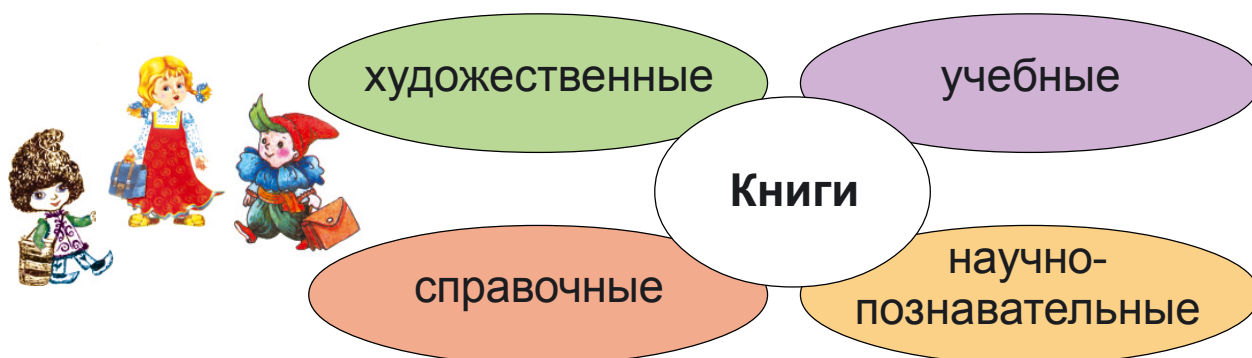 художественные
учебные
Книги
справочные
научно-
познавательные